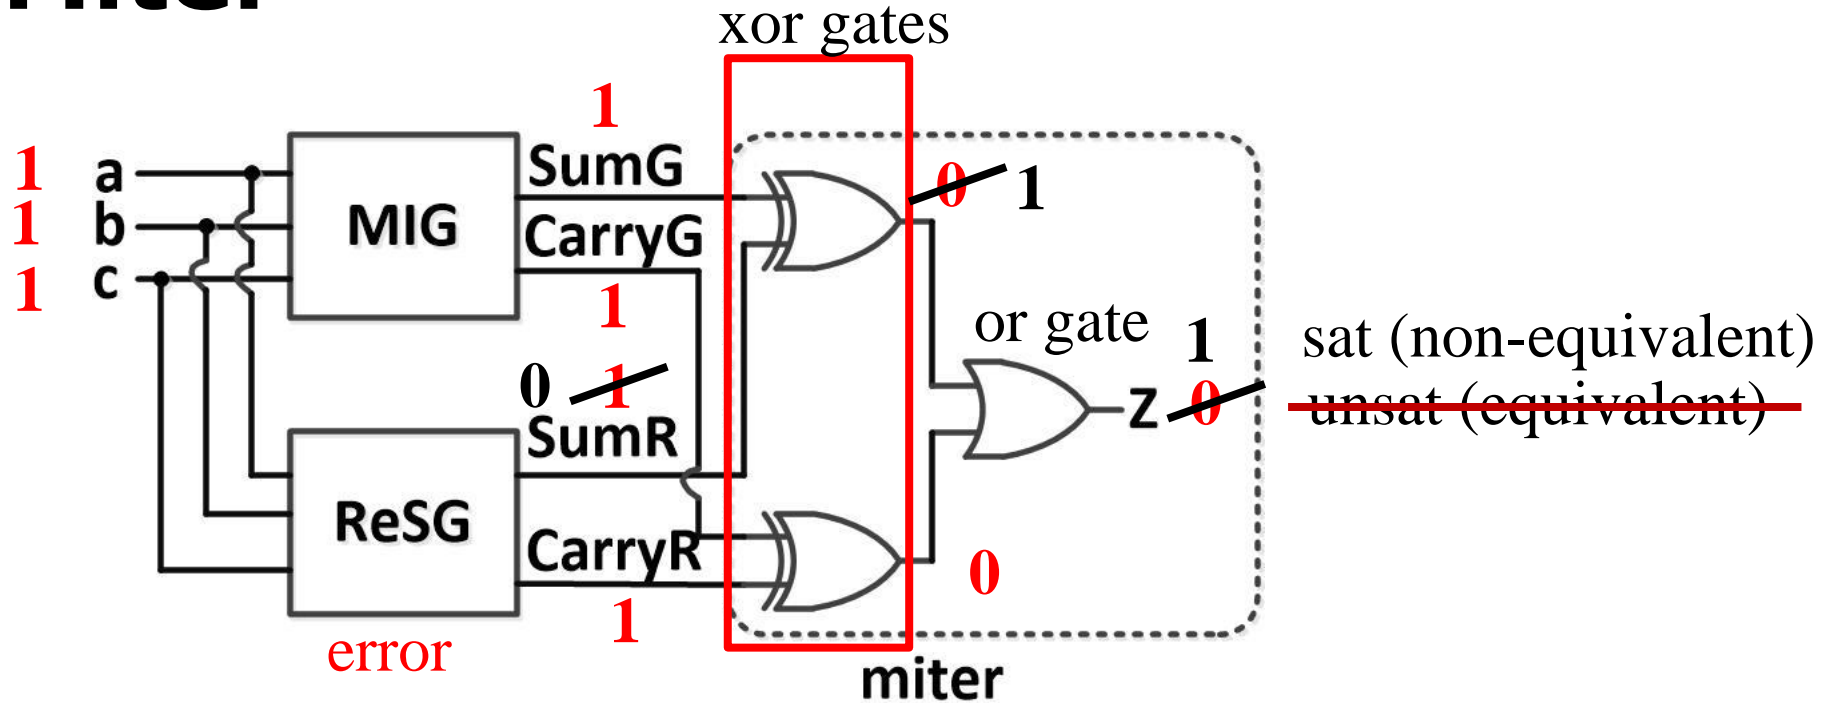 xor gates
1
SumG
1 a
0 1
1 b
MIG
CarryG
1 c
1
or gate 1
sat (non-equivalent)
0 1
Z 0
unsat (equivalent)
SumR
ReSG
CarryR
0
1
error
miter